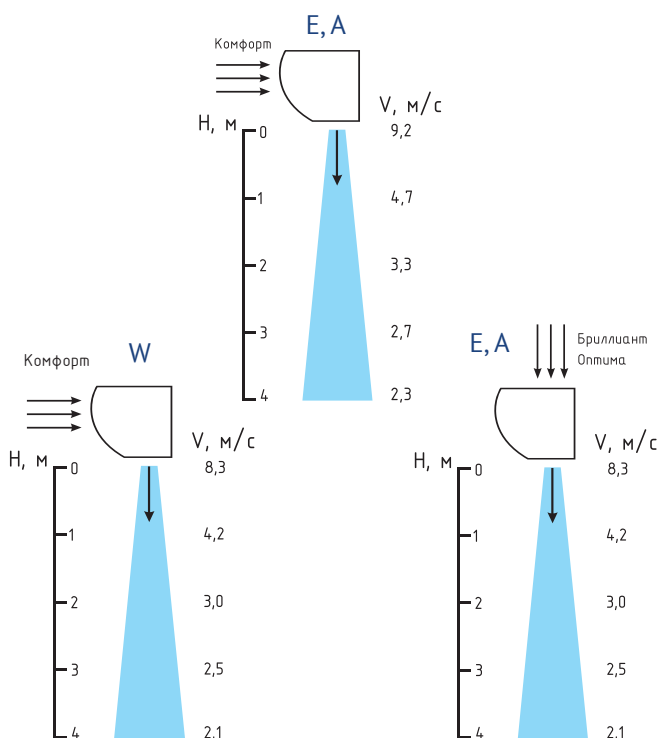 E, A
Комфорт
V, м/с
H, м
0 9,2
1 4,7
2 3,3
3 2,7
4 2,3
W
Комфорт
V, м/с
H, м
0 8,3
1 4,2
2 3,0
3 2,5
4 2,1
E, A
Бриллиант
Оптима
V, м/с
H, м
0 8,3
1 4,2
2 3,0
3 2,5
4 2,1